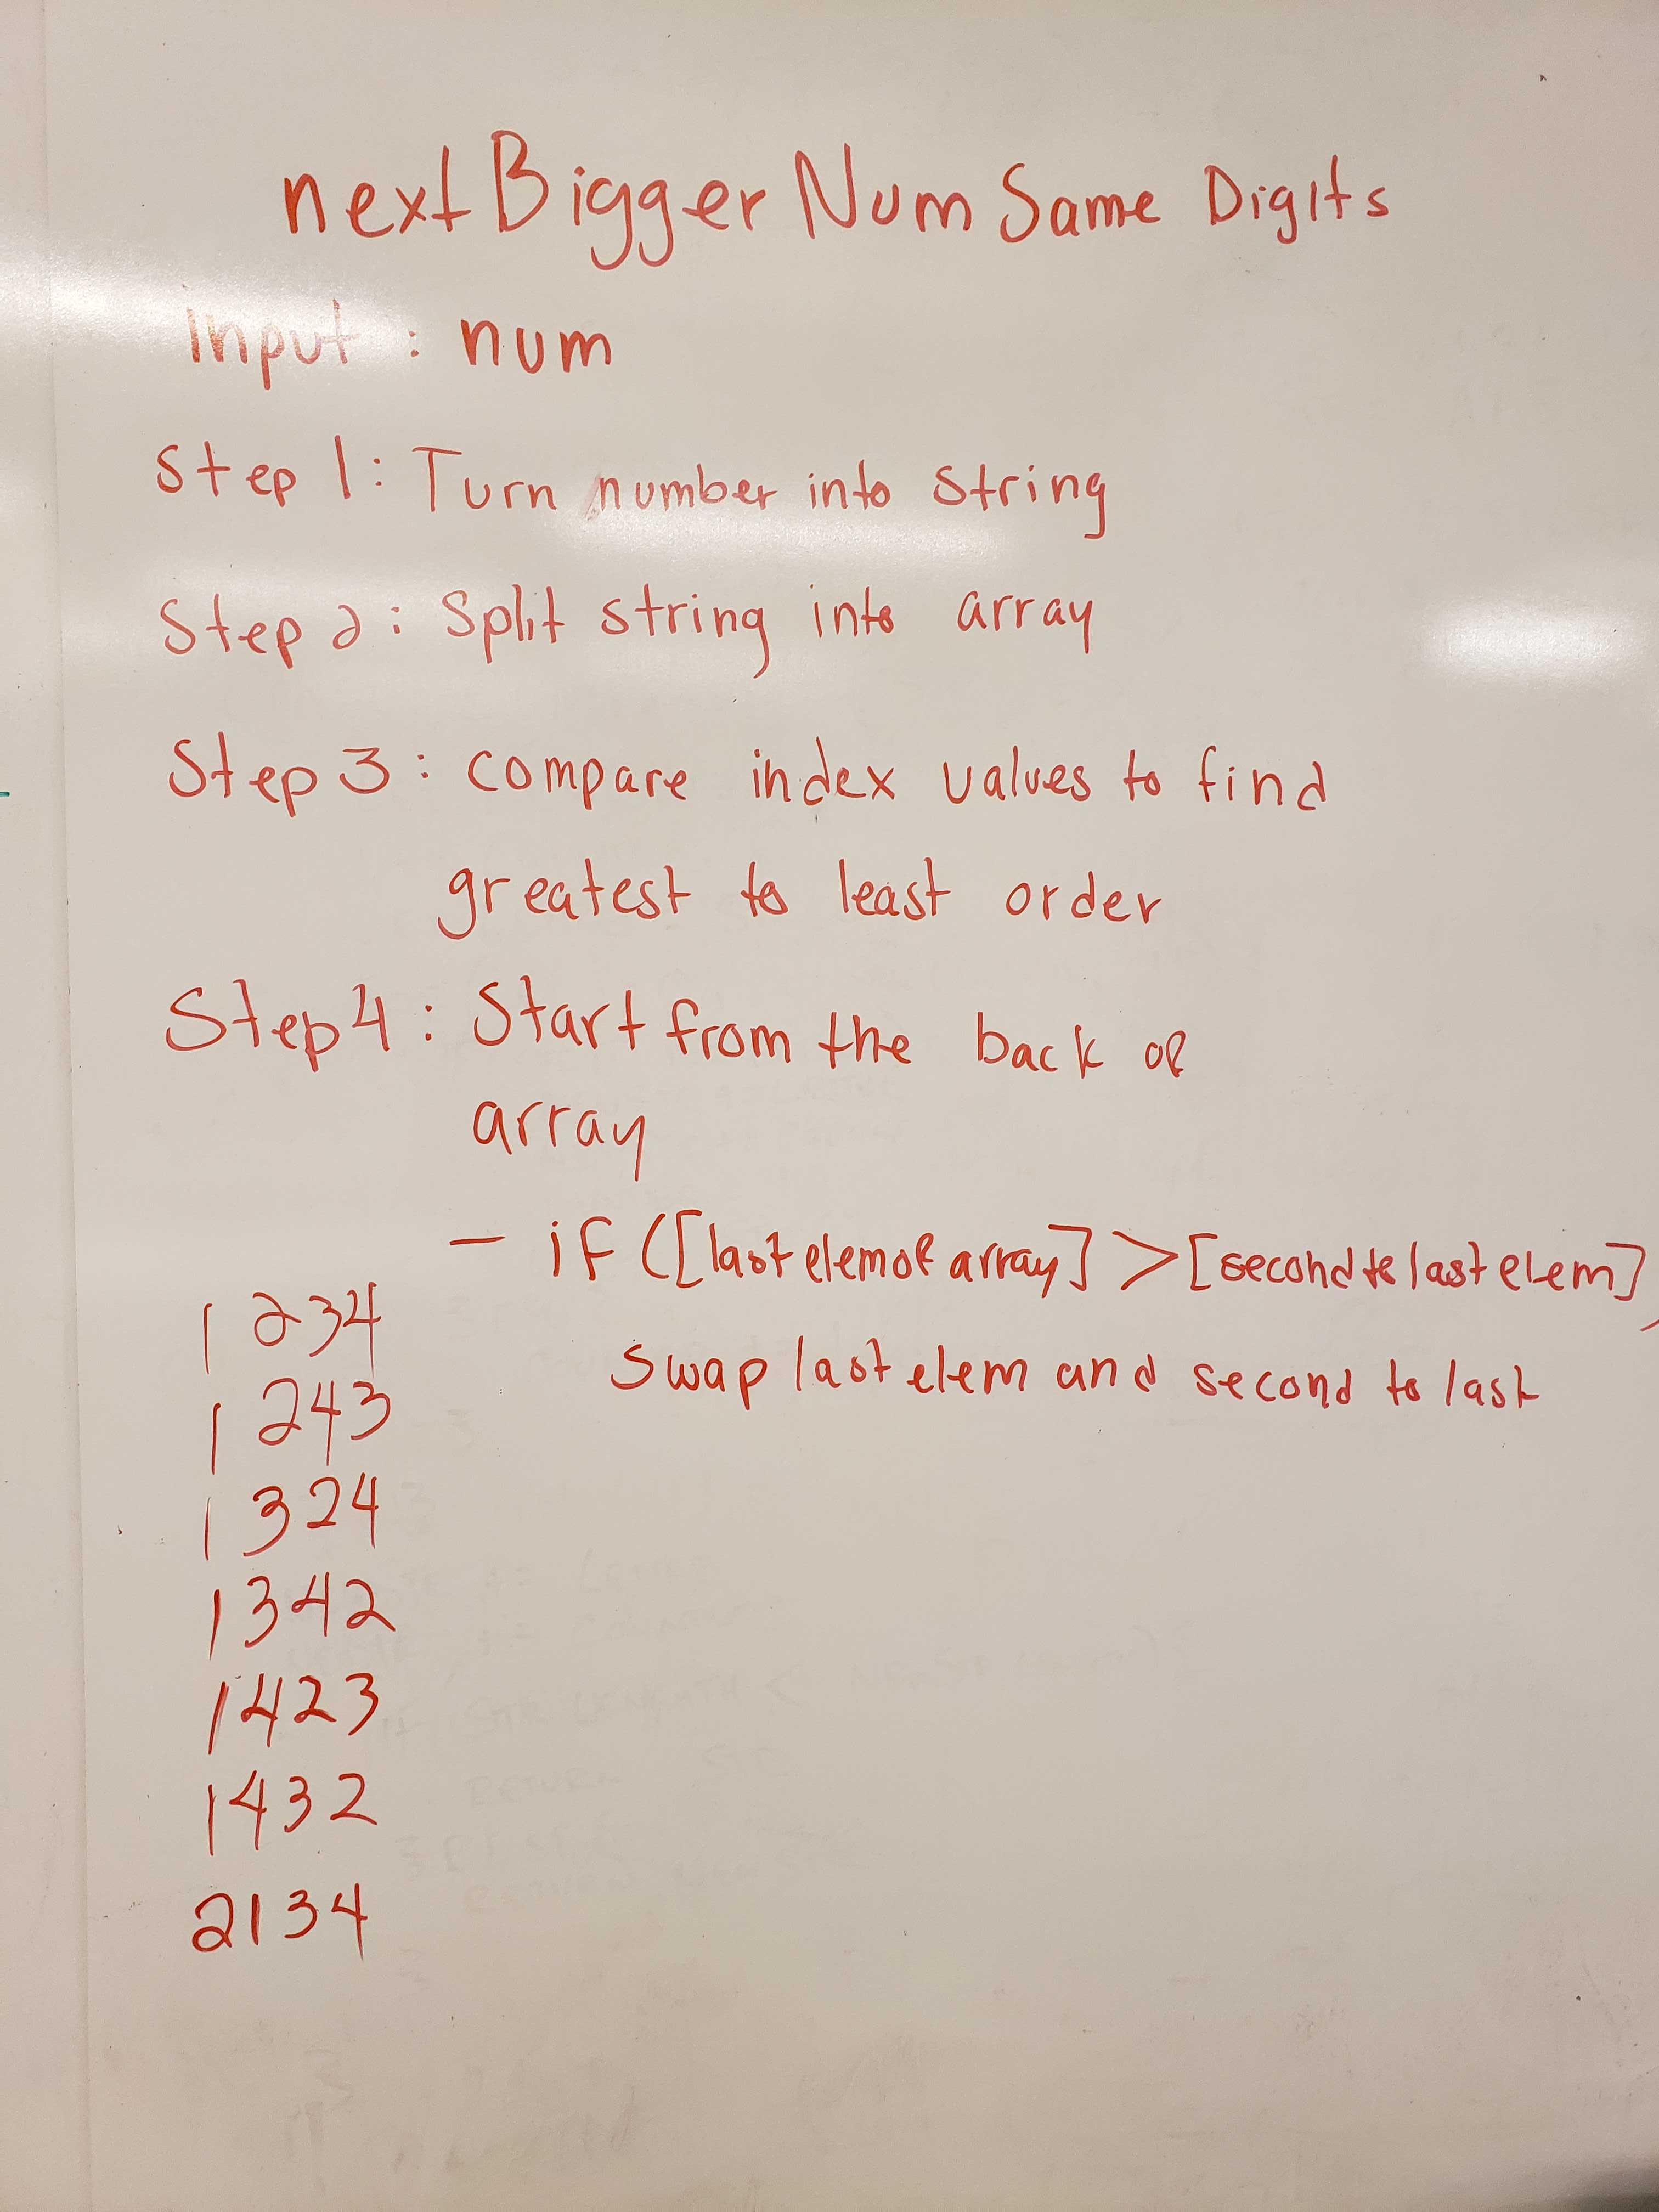 nextBiggerNumSame Digits
Input : num
Step 1: Turn number into string
Step 2: Split string into array
Step 3: compare index values to find
greatest to least order
Step 4: Start from the back of
array
- if ([last elem of array] > [second to last elem])
swap last elem and second to last
1234
1243
1324
1342
1423
1432
2134